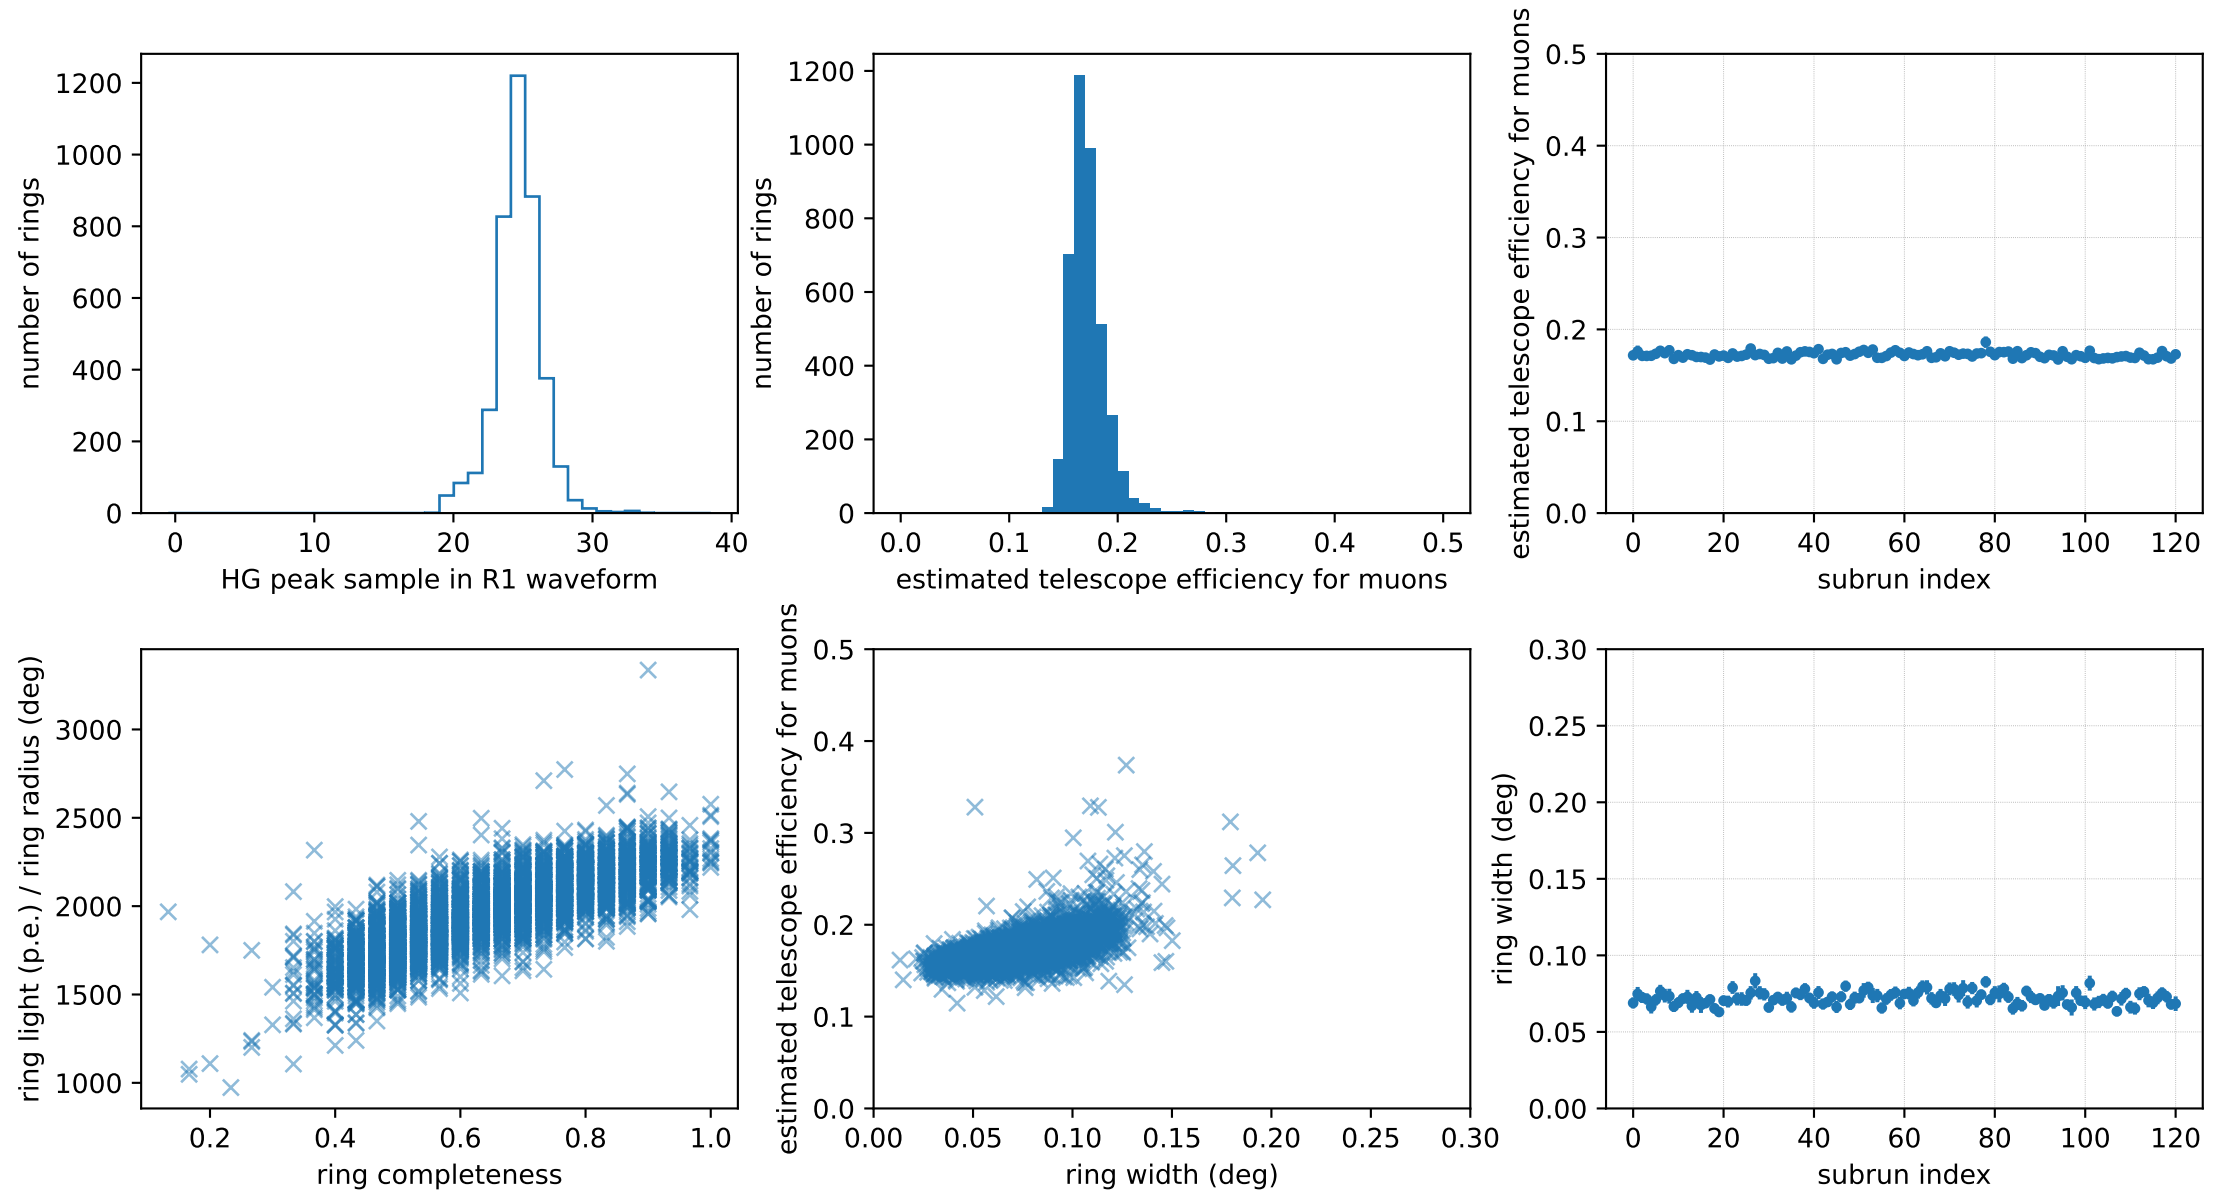 number of rings
1200
1000
800
600
400
200
0
0 10 20 30 40
HG peak sample in R1 waveform
number of rings
1200
1000
800
600
400
200
0
0.0 0.1 0.2 0.3 0.4 0.5
estimated telescope efficiency for muons
estimated telescope efficiency for muons
0.5
0.4
0.3
0.2
0.1
0.0
0 20 40 60 80 100 120
subrun index
ring light (p.e.) / ring radius (deg)
3000
2500
2000
1500
1000
0.2 0.4 0.6 0.8 1.0
ring completeness
estimated telescope efficiency for muons
0.5
0.4
0.3
0.2
0.1
0.0
0.00 0.05 0.10 0.15 0.20 0.25 0.30
ring width (deg)
ring width (deg)
0.30
0.25
0.20
0.15
0.10
0.05
0.00
0 20 40 60 80 100 120
subrun index